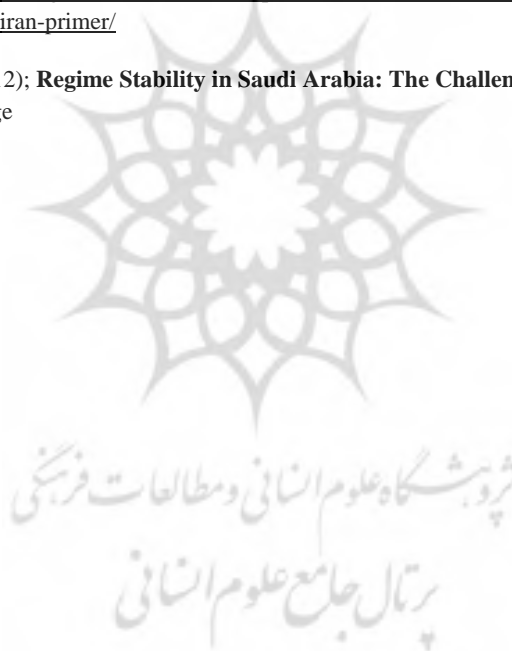 iran-primer/
2); Regime Stability in Saudi Arabia: The Challen
ge
پژوهشگاه علوم انسانی و مطالعات فرهنگی
پرتال جامع علوم انسانی